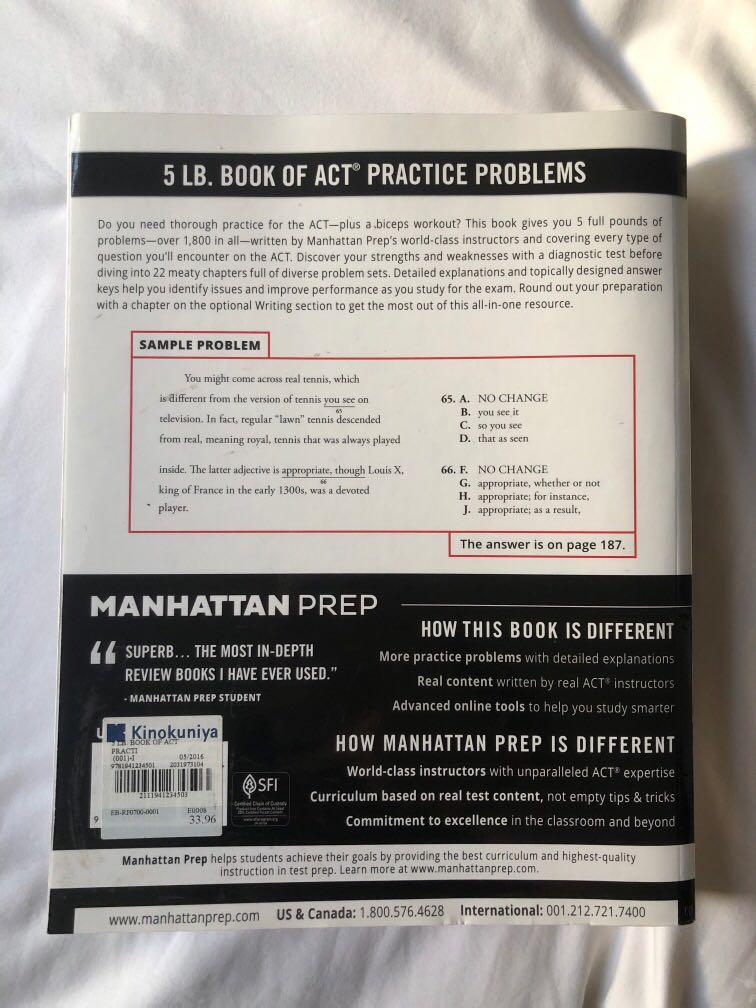 5 LB. BOOK OF ACT® PRACTICE PROBLEMS
Do you need thorough practice for the ACT—plus a biceps workout? This book gives you 5 full pounds of
problems—over 1,800 in all—written by Manhattan Prep's world-class instructors and covering every type of
question you'll encounter on the ACT. Discover your strengths and weaknesses with a diagnostic test before
diving into 22 meaty chapters full of diverse problem sets. Detailed explanations and topically designed answer
keys help you identify issues and improve performance as you study for the exam. Round out your preparation
with a chapter on the optional Writing section to get the most out of this all-in-one resource.
SAMPLE PROBLEM
You might come across real tennis, which
is different from the version of tennis you see on
65
television. In fact, regular "lawn" tennis descended
from real, meaning royal, tennis that was always played
inside. The latter adjective is appropriate, though Louis X,
66
king of France in the early 1300s, was a devoted
player.
65. A. NO CHANGE
B. you see it
C. so you see
D. that as seen
66. F. NO CHANGE
G. appropriate, whether or not
H. appropriate; for instance,
J. appropriate; as a result,
The answer is on page 187.
MANHATTAN PREP
"SUPERB... THE MOST IN-DEPTH
REVIEW BOOKS I HAVE EVER USED."
- MANHATTAN PREP STUDENT
HOW THIS BOOK IS DIFFERENT
More practice problems with detailed explanations
Real content written by real ACT® instructors
Advanced online tools to help you study smarter
HOW MANHATTAN PREP IS DIFFERENT
World-class instructors with unparalleled ACT® expertise
Curriculum based on real test content, not empty tips & tricks
Commitment to excellence in the classroom and beyond
Kinokuniya
5 LB. BOOK OF ACT
PRACTI
(001)-I 05/2016
9781941234501 2031973104
2111941234503
EB-RJ0700-0001 E0008
33.96
9
SFI
Certified Chain of Custody
www.sfiprogram.org
Manhattan Prep helps students achieve their goals by providing the best curriculum and highest-quality
instruction in test prep. Learn more at www.manhattanprep.com.
www.manhattanprep.com US & Canada: 1.800.576.4628 International: 001.212.721.7400